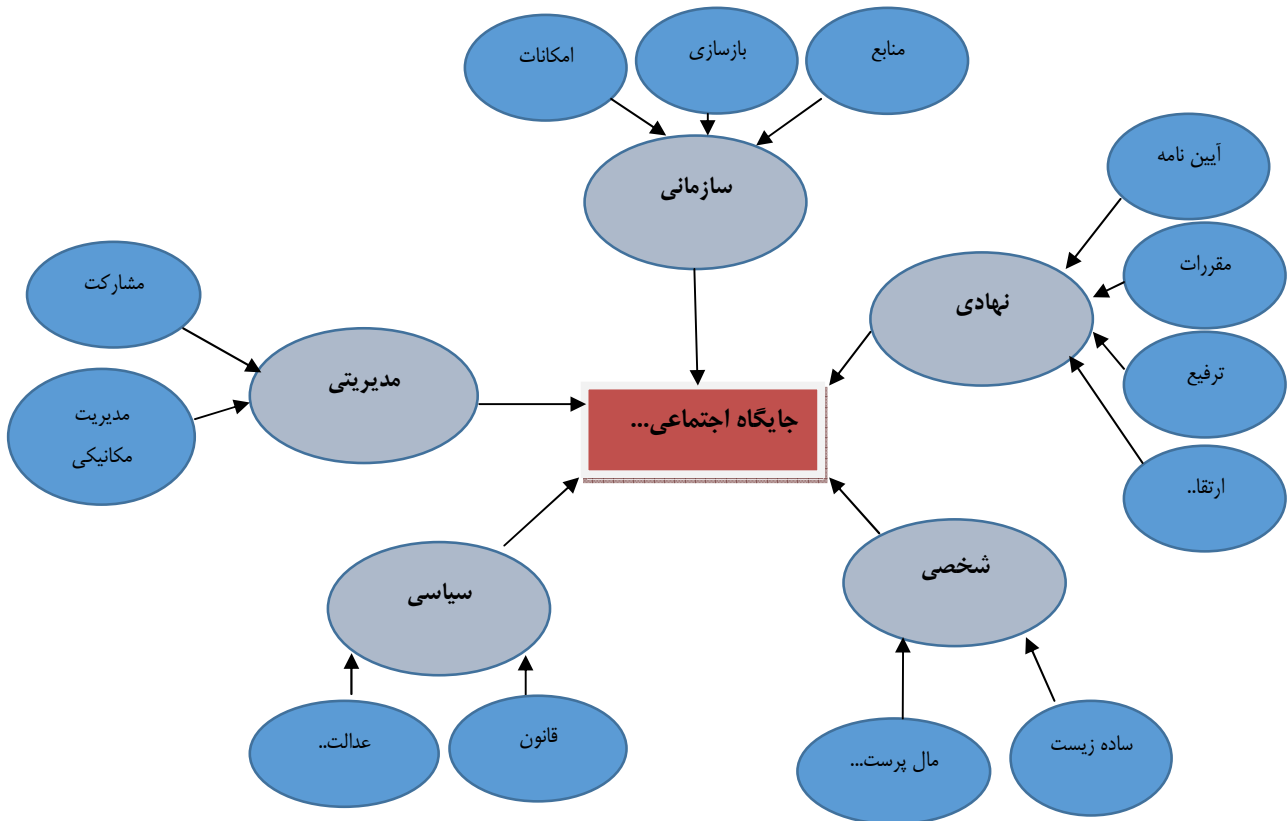 منابع
بازسازی
امکانات
سازمانی
آیین نامه
مقررات
نهادی
ترفیع
ارتقا..
مشارکت
مدیریتی
مدیریت
مکانیکی
جایگاه اجتماعی...
شخصی
ساده زیست
مال پرست...
سیاسی
قانون
عدالت..